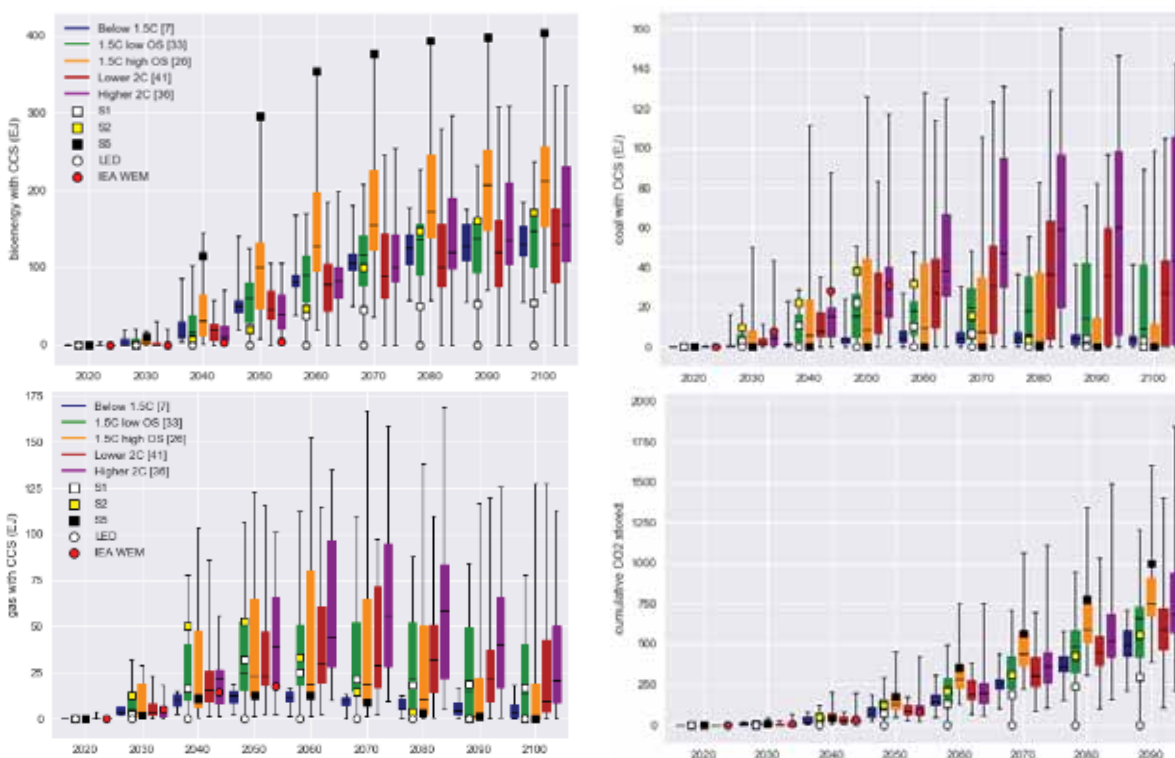 400
300
200
100
0
bioenergy with CCS (EJ)
Below 1.5C [7]
1.5C low OS [33]
1.5C high OS [26]
Lower 2C [41]
Higher 2C [36]
S1
S2
S5
LED
IEA WEM
2020 2030 2040 2050 2060 2070 2080 2090 2100
160
140
120
100
80
60
40
20
0
coal with CCS (EJ)
2020 2030 2040 2050 2060 2070 2080 2090 2100
175
150
125
100
75
50
25
0
gas with CCS (EJ)
Below 1.5C [7]
1.5C low OS [33]
1.5C high OS [26]
Lower 2C [41]
Higher 2C [36]
S1
S2
S5
LED
IEA WEM
2020 2030 2040 2050 2060 2070 2080 2090 2100
2000
1750
1500
1250
1000
750
500
250
0
cumulative CO2 stored
2020 2030 2040 2050 2060 2070 2080 2090